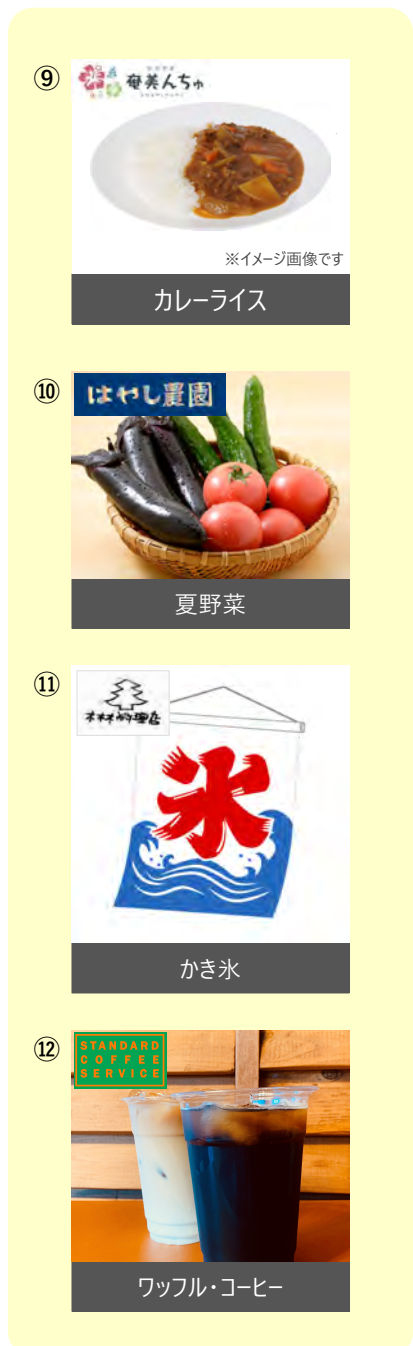 ⑨
奄美んちゅ
※イメージ画像です
カレーライス
⑩
はやし農園
夏野菜
⑪
氷
かき氷
⑫
STANDARD
COFFEE
SERVICE
ワッフル・コーヒー